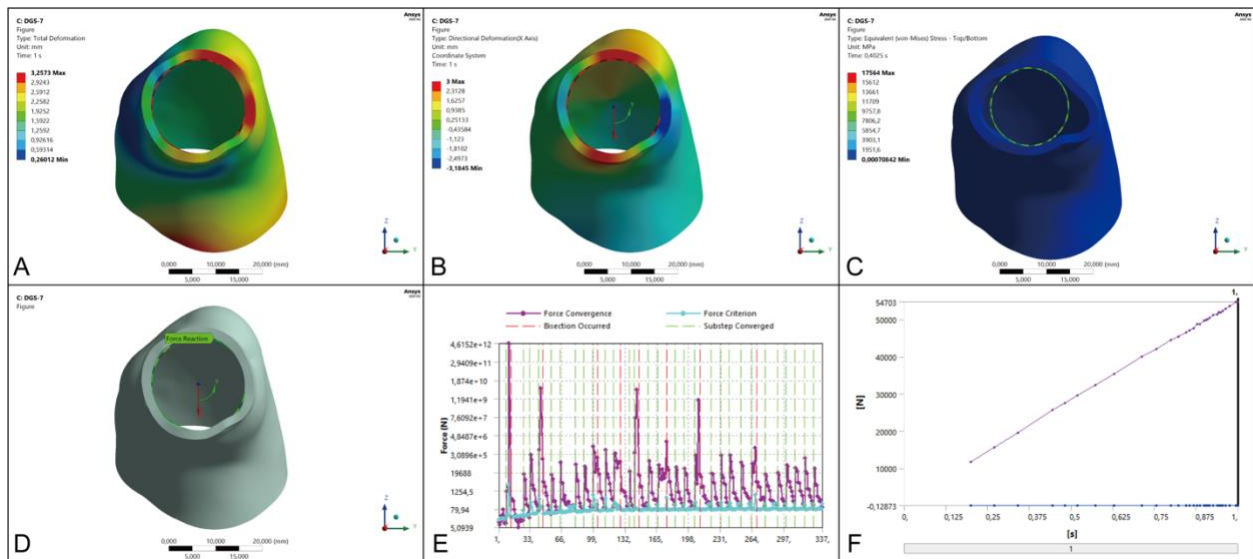 C: DGS-7
Figure
Type: Total Deformation
Unit: mm
Time: 1 s
3,2573 Max
2,9243
2,5912
2,2582
1,9252
1,5922
1,2592
0,92616
0,59314
0,26012 Min
Ansys
Z
Y
0,000 10,000 20,000 (mm)
5,000 15,000
A
C: DGS-7
Figure
Type: Directional Deformation(X Axis)
Unit: mm
Coordinate System
Time: 1 s
3 Max
2,3128
1,6257
0,9385
0,25133
-0,43584
-1,123
-1,8102
-2,4973
-3,1845 Min
Ansys
Z
Y
0,000 10,000 20,000 (mm)
5,000 15,000
B
C: DGS-7
Figure
Type: Equivalent (von-Mises) Stress - Top/Bottom
Unit: MPa
Time: 0,4025 s
17564 Max
15612
13661
11709
9757,8
7806,2
5854,7
3903,1
1951,6
0,00070842 Min
Ansys
Z
Y
0,000 10,000 20,000 (mm)
5,000 15,000
C
C: DGS-7
Figure
Force Reaction
Ansys
Z
Y
0,000 10,000 20,000 (mm)
5,000 15,000
D
Force Convergence Force Criterion
Bisection Occurred Substep Converged
Force (N)
4,6152e+12
2,9409e+11
1,874e+10
1,1941e+9
7,6092e+7
4,8487e+6
3,0896e+5
19688
1254,5
79,94
5,0939
1, 33, 66, 99, 132, 165, 198, 231, 264, 297, 337,
E
1,
[N]
54703
50000
40000
30000
20000
10000
-0,12873
0, 0,125 0,25 0,375 0,5 0,625 0,75 0,875 1,
[s]
1
F